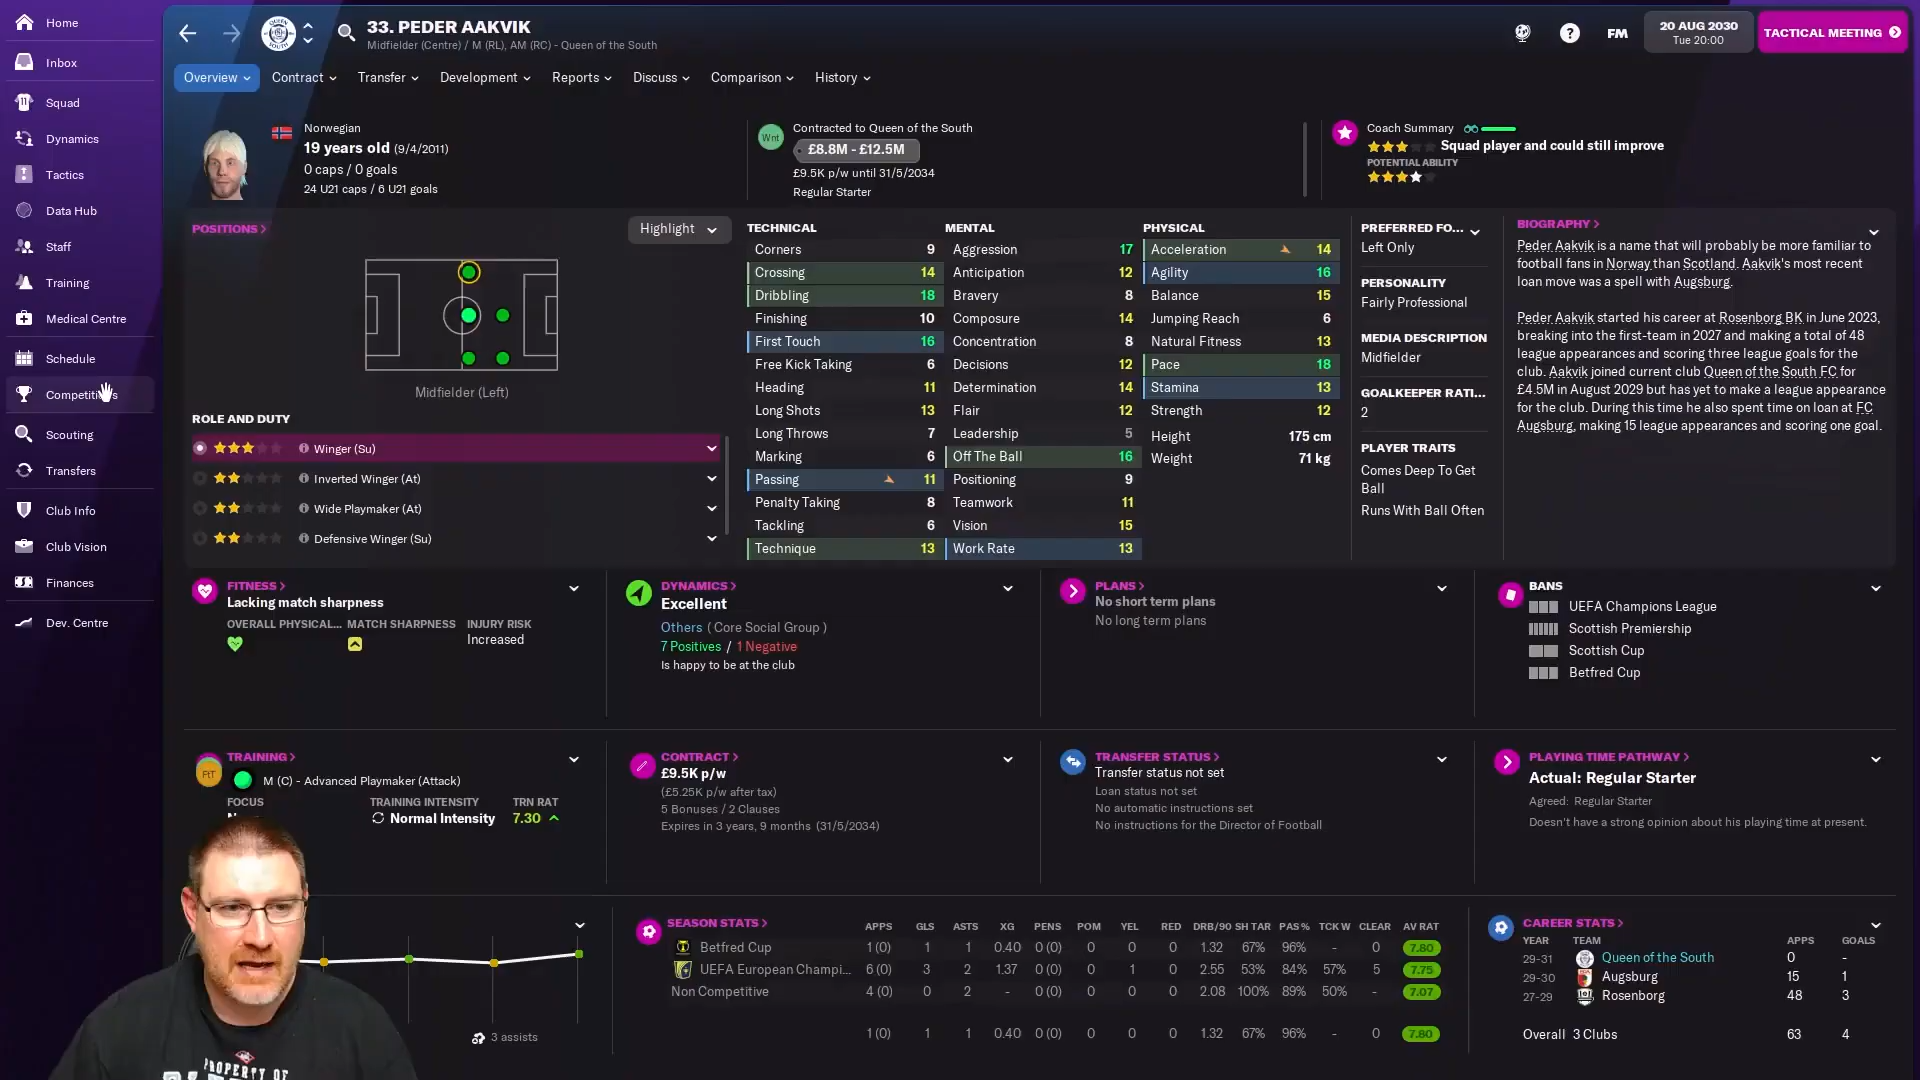 Home
Inbox
Squad
Dynamics
Tactics
Data Hub
Staff
Training
Medical Centre
Schedule
Scouting
Transfers
Club Info
Club Vision
Finances
Dev. Centre
33. PEDER AAKVIK
Midfielder (Centre) / M (RL), AM (RC) - Queen of the South
FM
20 AUG 2030
Tue 20:00
TACTICAL MEETING
Overview
Contract
Transfer
Development
Reports
Discuss
Comparison
History
Norwegian
19 years old (9/4/2011)
0 caps / 0 goals
24 U21 caps / 6 U21 goals
Wnt
Contracted to Queen of the South
£8.8M - £12.5M
£9.5K p/w until 31/5/2034
Regular Starter
Coach Summary
Squad player and could still improve
POTENTIAL ABILITY
POSITIONS
Highlight
Midfielder (Left)
ROLE AND DUTY
Winger (Su)
Inverted Winger (At)
Wide Playmaker (At)
Defensive Winger (Su)
TECHNICAL
Corners 9
Crossing 14
Dribbling 18
Finishing 10
First Touch 16
Free Kick Taking 6
Heading 11
Long Shots 13
Long Throws 7
Marking 6
Passing 11
Penalty Taking 8
Tackling 6
Technique 13
MENTAL
Aggression 17
Anticipation 12
Bravery 8
Composure 14
Concentration 8
Decisions 12
Determination 14
Flair 12
Leadership 5
Off The Ball 16
Positioning 9
Teamwork 11
Vision 15
Work Rate 13
PHYSICAL
Acceleration 14
Agility 16
Balance 15
Jumping Reach 6
Natural Fitness 13
Pace 18
Stamina 13
Strength 12
Height 175 cm
Weight 71 kg
PREFERRED FO...
Left Only
PERSONALITY
Fairly Professional
MEDIA DESCRIPTION
Midfielder
GOALKEEPER RATI...
2
PLAYER TRAITS
Comes Deep To Get
Ball
Runs With Ball Often
BIOGRAPHY
Peder Aakvik is a name that will probably be more familiar to
football fans in Norway than Scotland. Aakvik's most recent
loan move was a spell with Augsburg.
Peder Aakvik started his career at Rosenborg BK in June 2023,
breaking into the first-team in 2027 and making a total of 48
league appearances and scoring three league goals for the
club. Aakvik joined current club Queen of the South FC for
£4.5M in August 2029 but has yet to make a league appearance
for the club. During this time he also spent time on loan at FC
Augsburg, making 15 league appearances and scoring one goal.
FITNESS
Lacking match sharpness
OVERALL PHYSICAL... MATCH SHARPNESS INJURY RISK
Increased
DYNAMICS
Excellent
Others ( Core Social Group )
7 Positives / 1 Negative
Is happy to be at the club
PLANS
No short term plans
No long term plans
BANS
UEFA Champions League
Scottish Premiership
Scottish Cup
Betfred Cup
TRAINING
M (C) - Advanced Playmaker (Attack)
FOCUS TRAINING INTENSITY TRN RAT
Normal Intensity 7.30
CONTRACT
£9.5K p/w
(£5.25K p/w after tax)
5 Bonuses / 2 Clauses
Expires in 3 years, 9 months (31/5/2034)
TRANSFER STATUS
Transfer status not set
Loan status not set
No automatic instructions set
No instructions for the Director of Football
PLAYING TIME PATHWAY
Actual: Regular Starter
Agreed: Regular Starter
Doesn't have a strong opinion about his playing time at present.
3 assists
PROPERTY OF
SEASON STATS APPS GLS ASTS XG PENS POM YEL RED DRB/90 SH TAR PAS % TCK W CLEAR AV RAT
Betfred Cup 1 (0) 1 1 0.40 0 (0) 0 0 0 1.32 67% 96% - 0 7.80
UEFA European Champi... 6 (0) 3 2 1.37 0 (0) 0 1 0 2.55 53% 84% 57% 5 7.75
Non Competitive 4 (0) 0 2 - 0 (0) 0 0 0 2.08 100% 89% 50% - 7.07
1 (0) 1 1 0.40 0 (0) 0 0 0 1.32 67% 96% - 0 7.80
CAREER STATS
YEAR TEAM APPS GOALS
29-31 Queen of the South 0 -
29-30 Augsburg 15 1
27-29 Rosenborg 48 3
Overall 3 Clubs 63 4